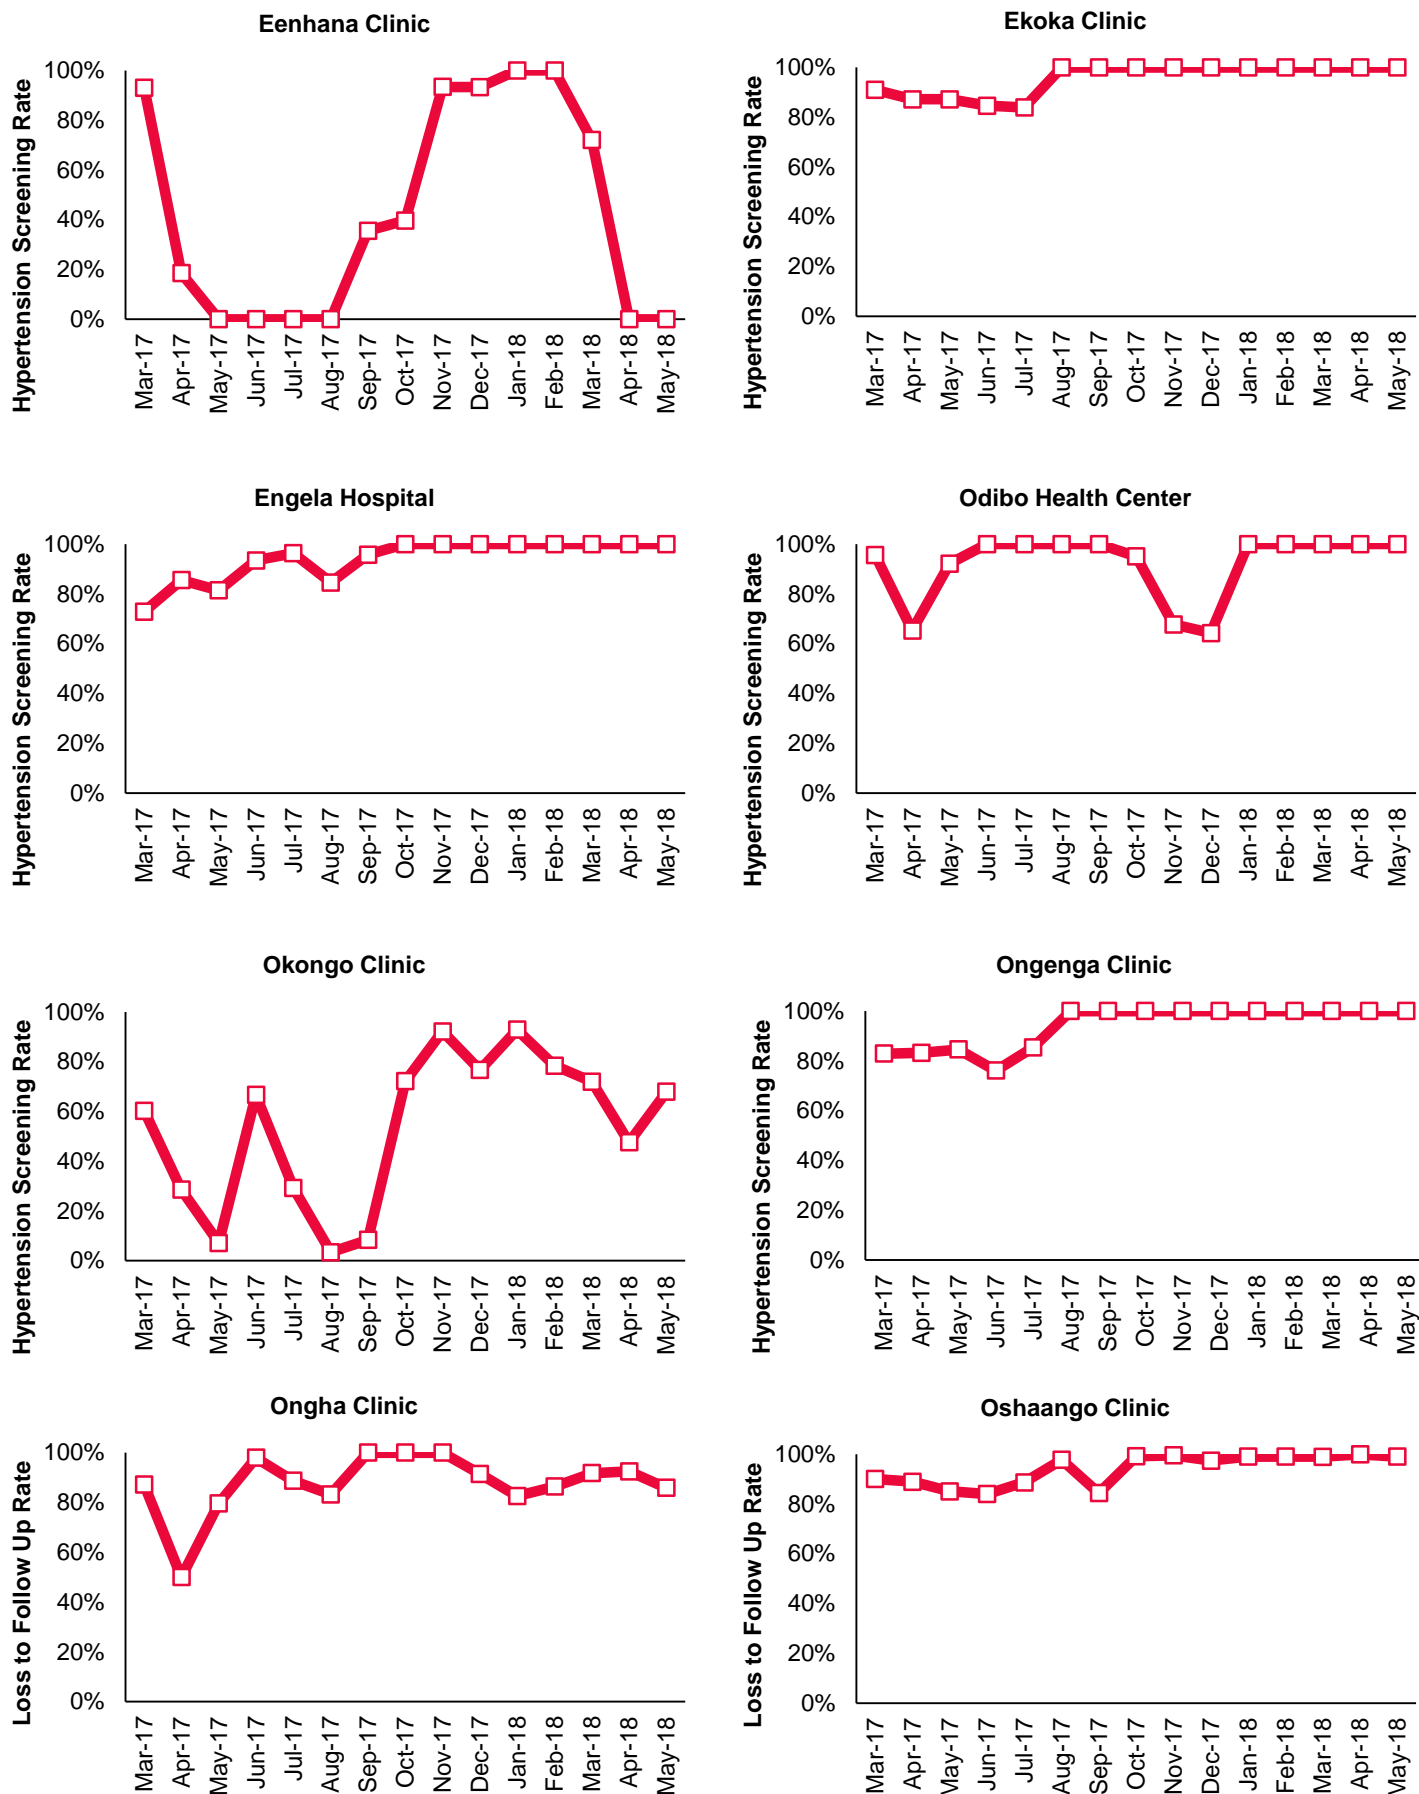 Eenhana Clinic
Hypertension Screening Rate
100%
80%
60%
40%
20%
0%
Mar-17
Apr-17
May-17
Jun-17
Jul-17
Aug-17
Sep-17
Oct-17
Nov-17
Dec-17
Jan-18
Feb-18
Mar-18
Apr-18
May-18
Ekoka Clinic
Hypertension Screening Rate
100%
80%
60%
40%
20%
0%
Mar-17
Apr-17
May-17
Jun-17
Jul-17
Aug-17
Sep-17
Oct-17
Nov-17
Dec-17
Jan-18
Feb-18
Mar-18
Apr-18
May-18
Engela Hospital
Hypertension Screening Rate
100%
80%
60%
40%
20%
0%
Mar-17
Apr-17
May-17
Jun-17
Jul-17
Aug-17
Sep-17
Oct-17
Nov-17
Dec-17
Jan-18
Feb-18
Mar-18
Apr-18
May-18
Odibo Health Center
Hypertension Screening Rate
100%
80%
60%
40%
20%
0%
Mar-17
Apr-17
May-17
Jun-17
Jul-17
Aug-17
Sep-17
Oct-17
Nov-17
Dec-17
Jan-18
Feb-18
Mar-18
Apr-18
May-18
Okongo Clinic
Hypertension Screening Rate
100%
80%
60%
40%
20%
0%
Mar-17
Apr-17
May-17
Jun-17
Jul-17
Aug-17
Sep-17
Oct-17
Nov-17
Dec-17
Jan-18
Feb-18
Mar-18
Apr-18
May-18
Ongenga Clinic
Hypertension Screening Rate
100%
80%
60%
40%
20%
0%
Mar-17
Apr-17
May-17
Jun-17
Jul-17
Aug-17
Sep-17
Oct-17
Nov-17
Dec-17
Jan-18
Feb-18
Mar-18
Apr-18
May-18
Ongha Clinic
Loss to Follow Up Rate
100%
80%
60%
40%
20%
0%
Mar-17
Apr-17
May-17
Jun-17
Jul-17
Aug-17
Sep-17
Oct-17
Nov-17
Dec-17
Jan-18
Feb-18
Mar-18
Apr-18
May-18
Oshaango Clinic
Loss to Follow Up Rate
100%
80%
60%
40%
20%
0%
Mar-17
Apr-17
May-17
Jun-17
Jul-17
Aug-17
Sep-17
Oct-17
Nov-17
Dec-17
Jan-18
Feb-18
Mar-18
Apr-18
May-18